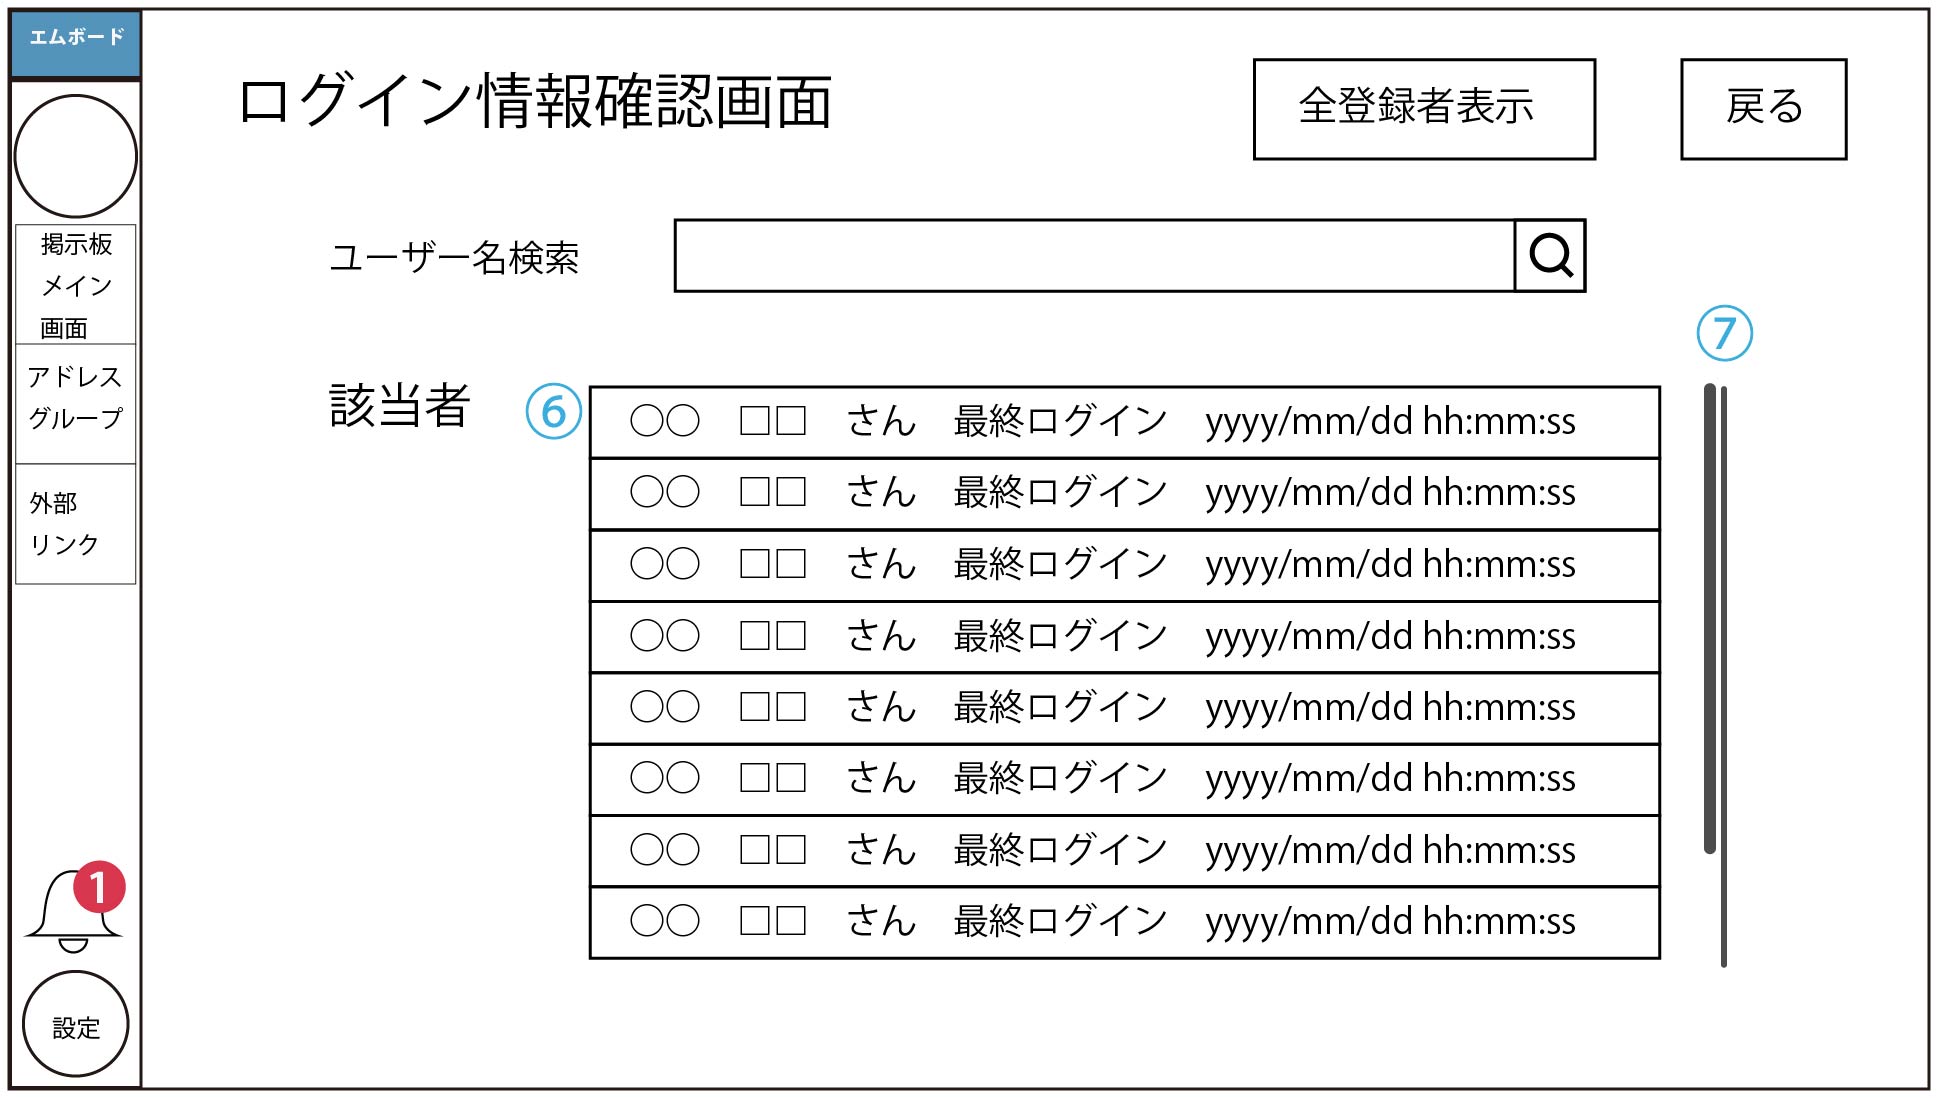 エムボード
掲示板
メイン
画面
アドレス
グループ
外部
リンク
1
設定
ログイン情報確認画面
全登録者表示
戻る
ユーザー名検索
⑦
該当者
⑥
○○　□□　さん　最終ログイン　yyyy/mm/dd hh:mm:ss
○○　□□　さん　最終ログイン　yyyy/mm/dd hh:mm:ss
○○　□□　さん　最終ログイン　yyyy/mm/dd hh:mm:ss
○○　□□　さん　最終ログイン　yyyy/mm/dd hh:mm:ss
○○　□□　さん　最終ログイン　yyyy/mm/dd hh:mm:ss
○○　□□　さん　最終ログイン　yyyy/mm/dd hh:mm:ss
○○　□□　さん　最終ログイン　yyyy/mm/dd hh:mm:ss
○○　□□　さん　最終ログイン　yyyy/mm/dd hh:mm:ss